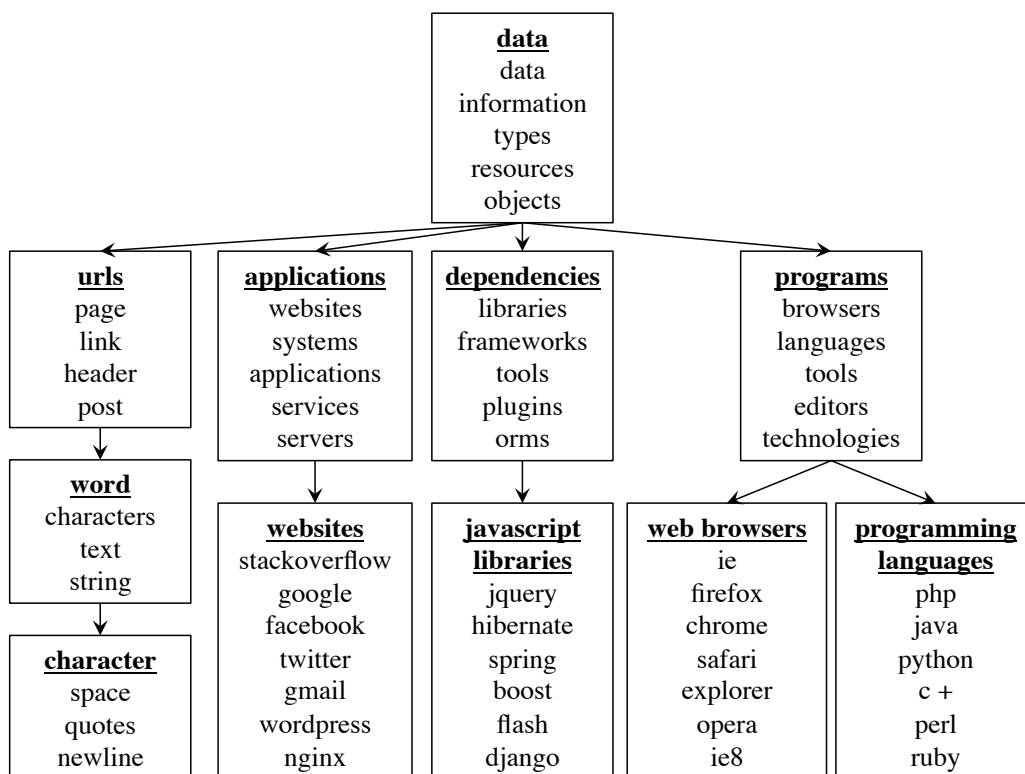 data
data
information
types
resources
objects
urls
page
link
header
post
applications
websites
systems
applications
services
servers
dependencies
libraries
frameworks
tools
plugins
orms
programs
browsers
languages
tools
editors
technologies
word
characters
text
string
character
space
quotes
newline
websites
stackoverflow
google
facebook
twitter
gmail
wordpress
nginx
javascript
libraries
jquery
hibernate
spring
boost
flash
django
web browsers
ie
firefox
chrome
safari
explorer
opera
ie8
programming
languages
php
java
python
c +
perl
ruby